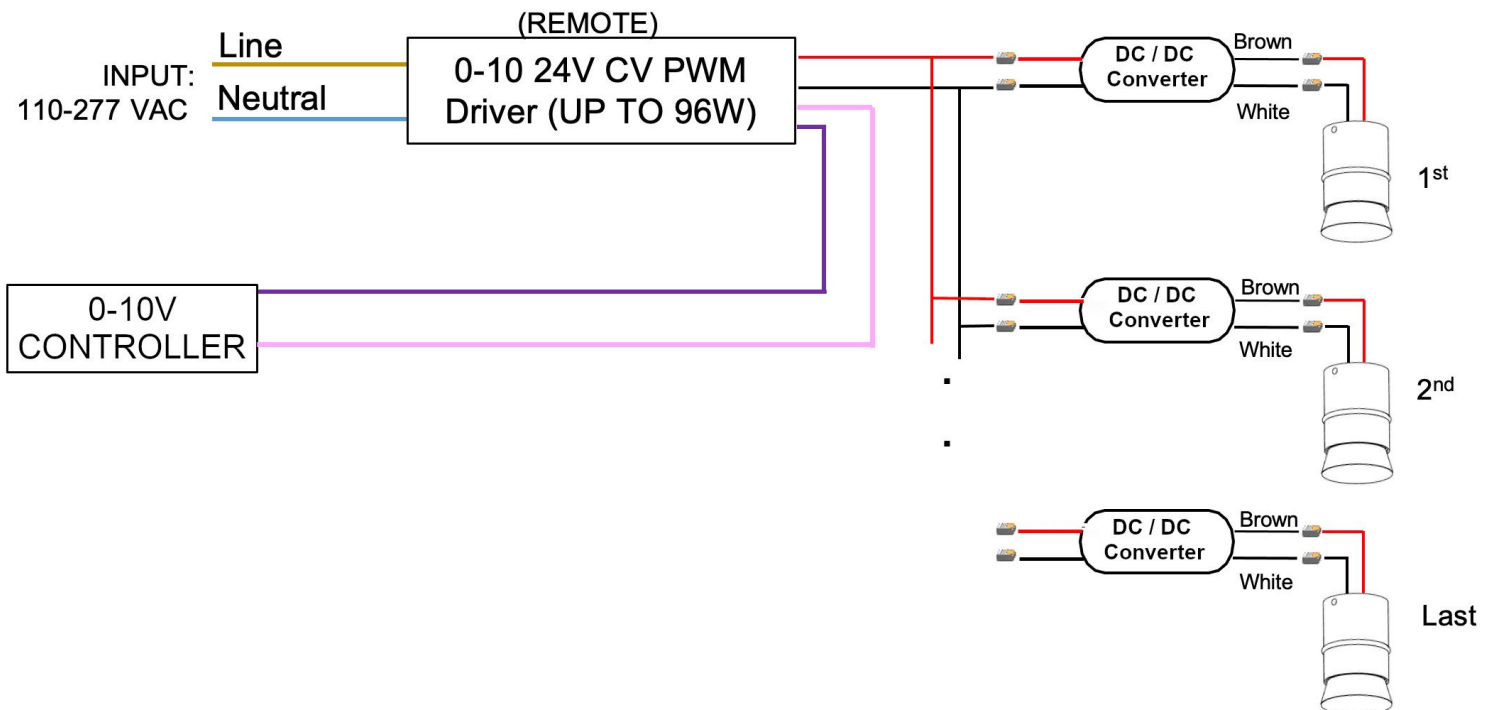 (REMOTE)
INPUT:
110-277 VAC
Line
Neutral
0-10 24V CV PWM
Driver (UP TO 96W)
DC / DC
Converter
Brown
White
1st
0-10V
CONTROLLER
DC / DC
Converter
Brown
White
2nd
DC / DC
Converter
Brown
White
Last